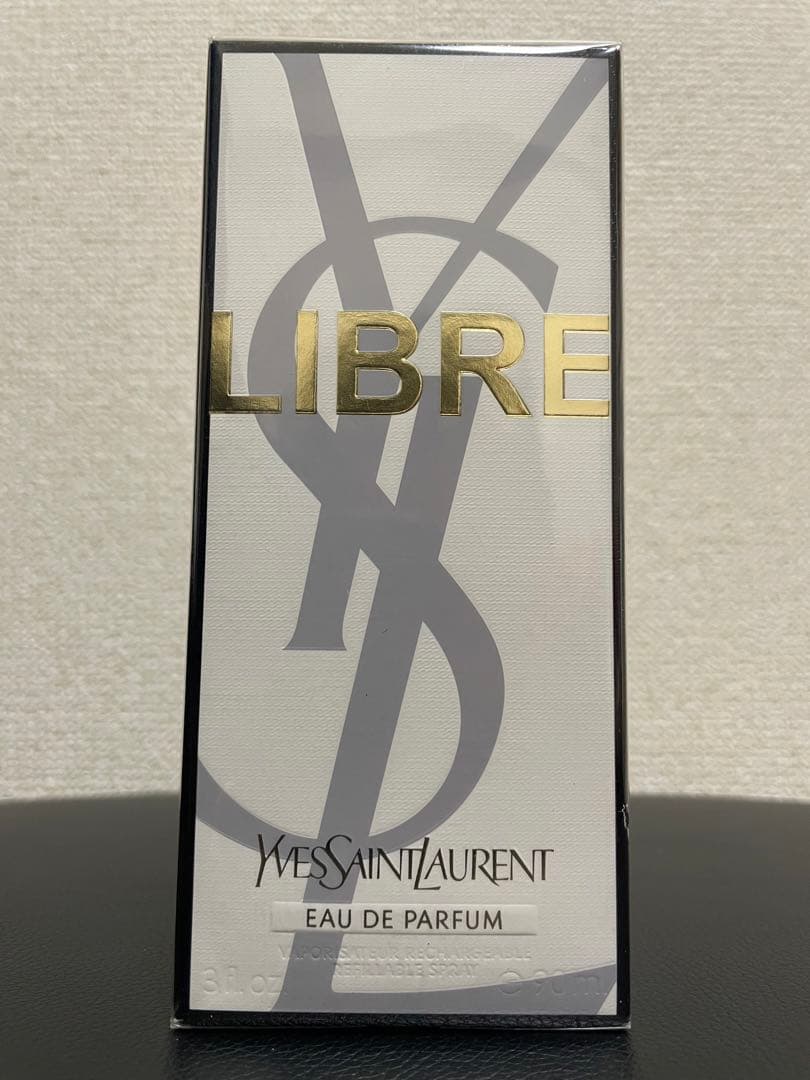 LIBRE
YVESSAINTLAURENT
EAU DE PARFUM
VAPORISATEUR RECHARGEABLE
REFILLABLE SPRAY
3 fl. oz
℮ 90 ml